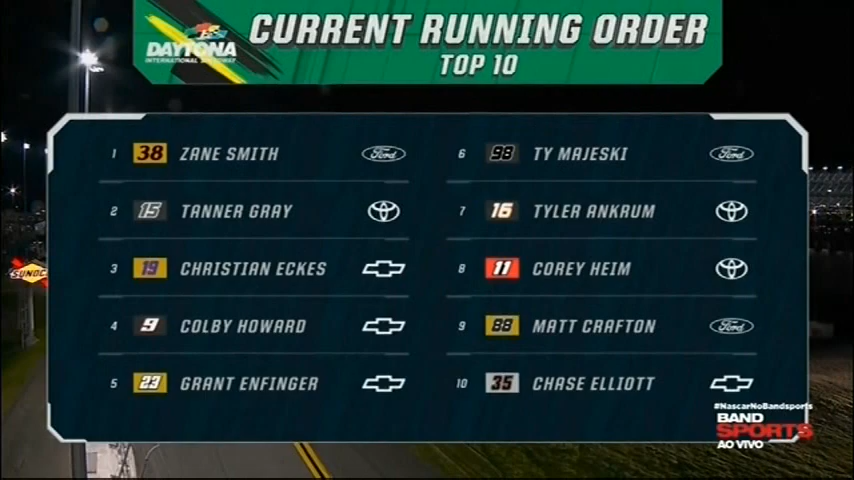 CURRENT RUNNING ORDER
DAYTONA
INTERNATIONAL SPEEDWAY
TOP 10
1 38 ZANE SMITH Ford
2 15 TANNER GRAY
3 19 CHRISTIAN ECKES
4 9 COLBY HOWARD
5 23 GRANT ENFINGER
6 98 TY MAJESKI Ford
7 16 TYLER ANKRUM
8 11 COREY HEIM
9 88 MATT CRAFTON Ford
10 35 CHASE ELLIOTT
SUNOCO
#NascarNoBandsports
BAND
SPORTS
AO VIVO